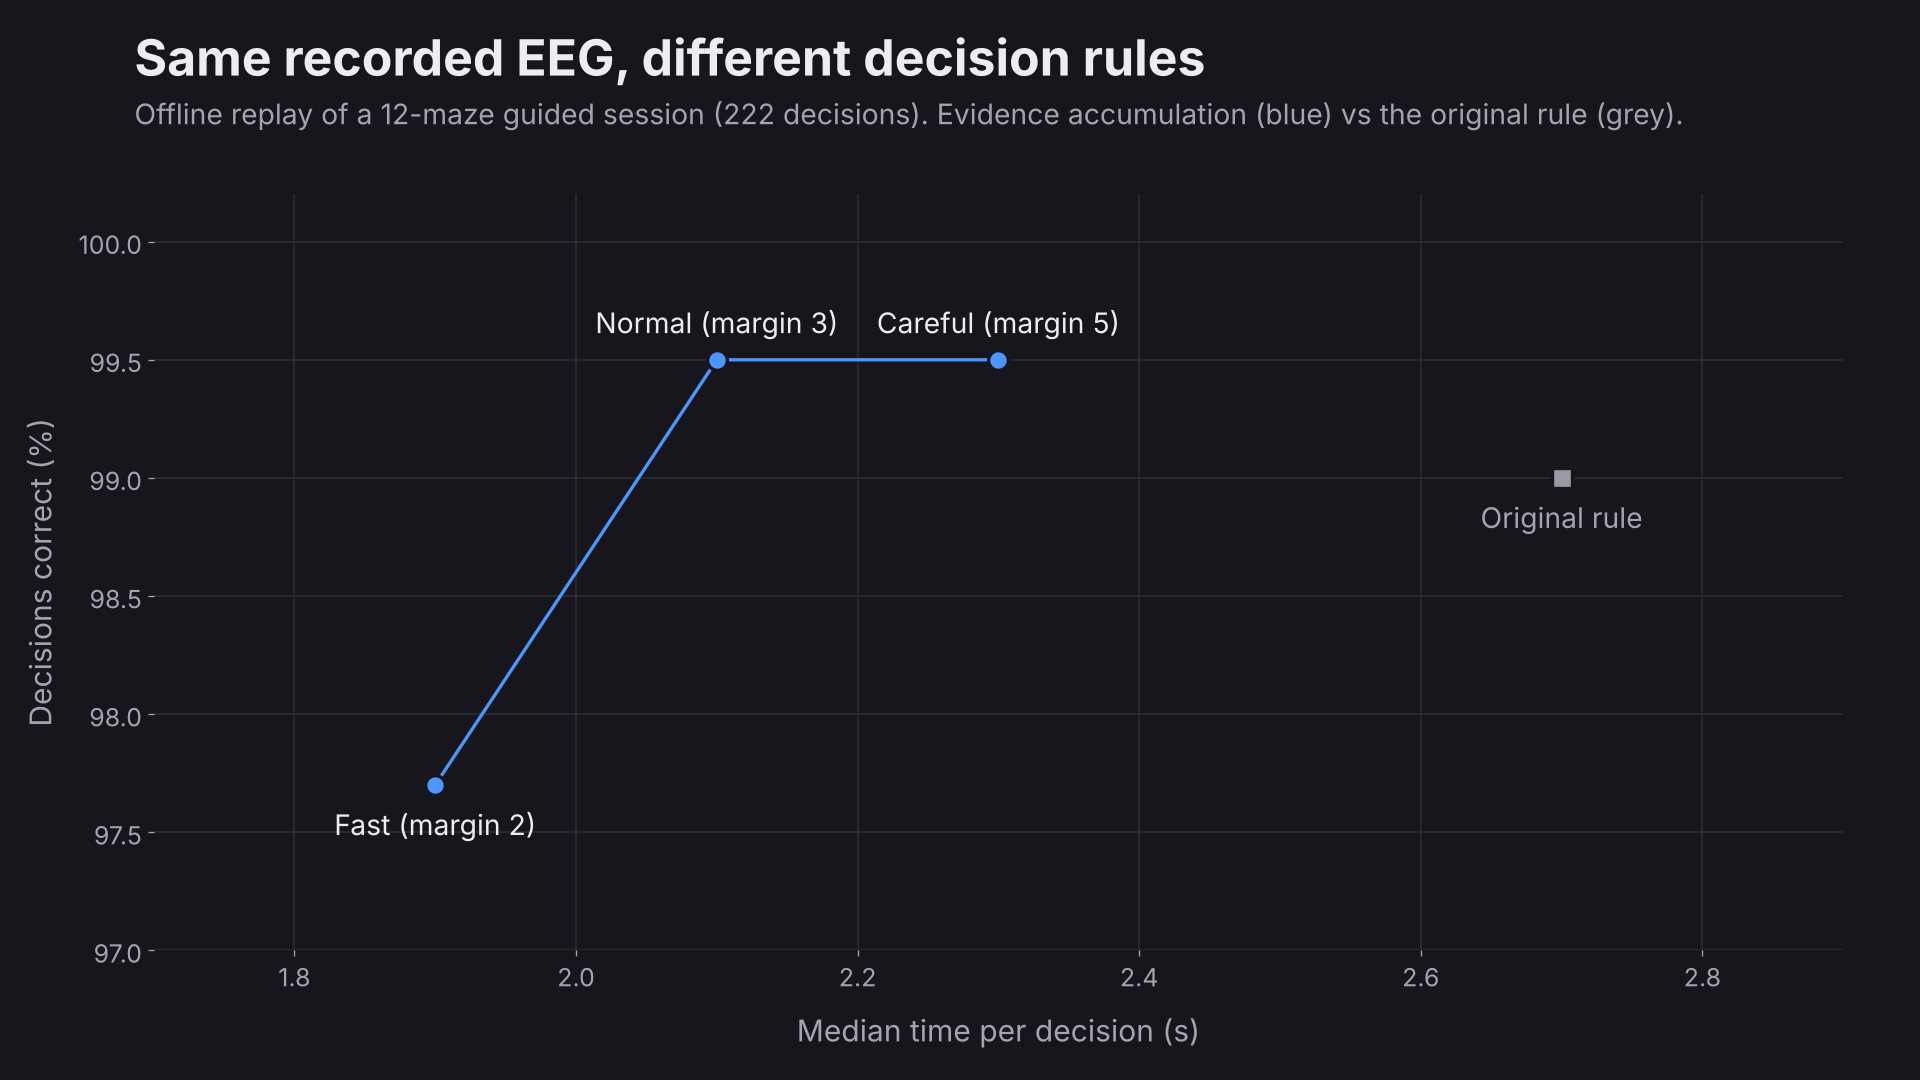 Same recorded EEG, different decision rules
Offline replay of a 12-maze guided session (222 decisions). Evidence accumulation (blue) vs the original rule (grey).
100.0
Normal (margin 3)
Careful (margin 5)
99.5
99.0
Original rule
98.5
98.0
Fast (margin 2)
97.5
97.0
Decisions correct (%)
1.8
2.0
2.2
2.4
2.6
2.8
Median time per decision (s)